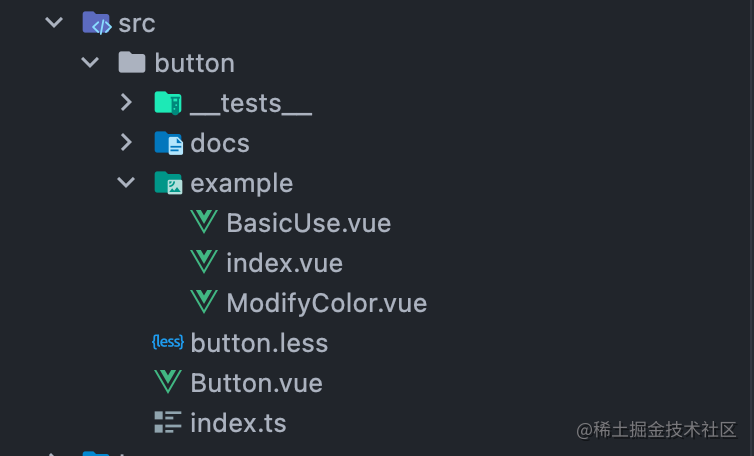 src
button
__tests__
docs
example
BasicUse.vue
index.vue
ModifyColor.vue
{less} button.less
Button.vue
index.ts
@稀土掘金技术社区